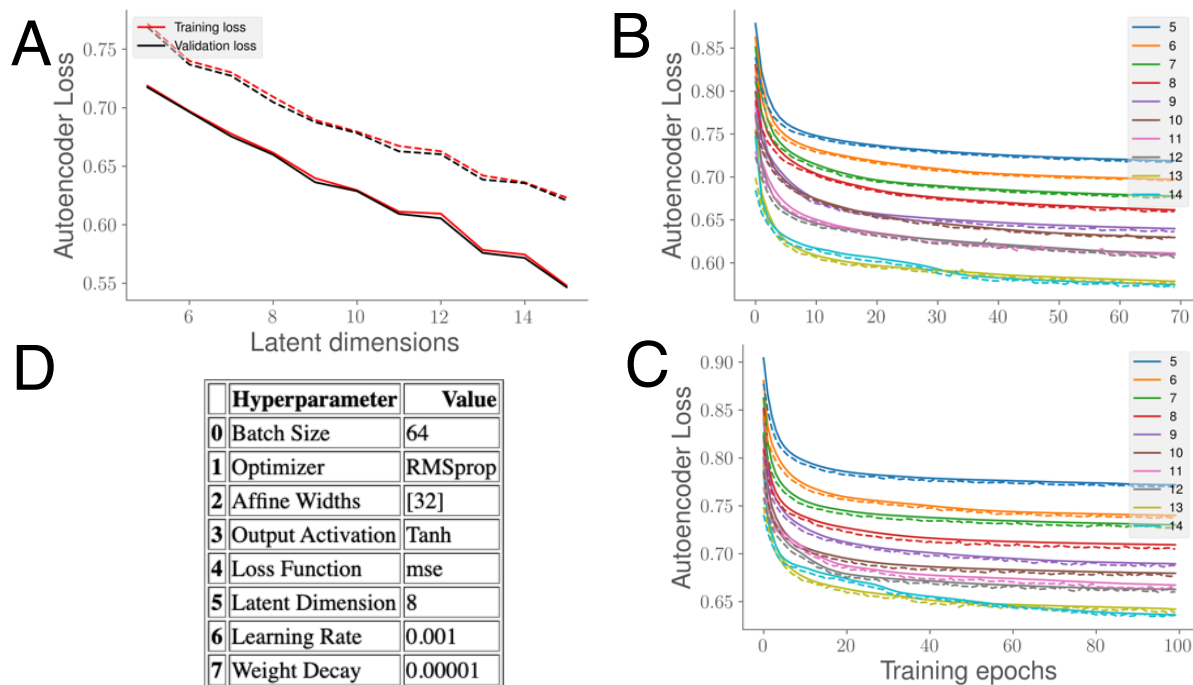 A
Training loss
Validation loss
0.75
0.70
0.65
0.60
0.55
Autoencoder Loss
6
8
10
12
14
Latent dimensions
B
5
6
7
8
9
10
11
12
13
14
0.85
0.80
0.75
0.70
0.65
0.60
Autoencoder Loss
0
10
20
30
40
50
60
70
D
Hyperparameter Value
0 Batch Size 64
1 Optimizer RMSprop
2 Affine Widths [32]
3 Output Activation Tanh
4 Loss Function mse
5 Latent Dimension 8
6 Learning Rate 0.001
7 Weight Decay 0.00001
C
5
6
7
8
9
10
11
12
13
14
0.90
0.85
0.80
0.75
0.70
0.65
Autoencoder Loss
0
20
40
60
80
100
Training epochs